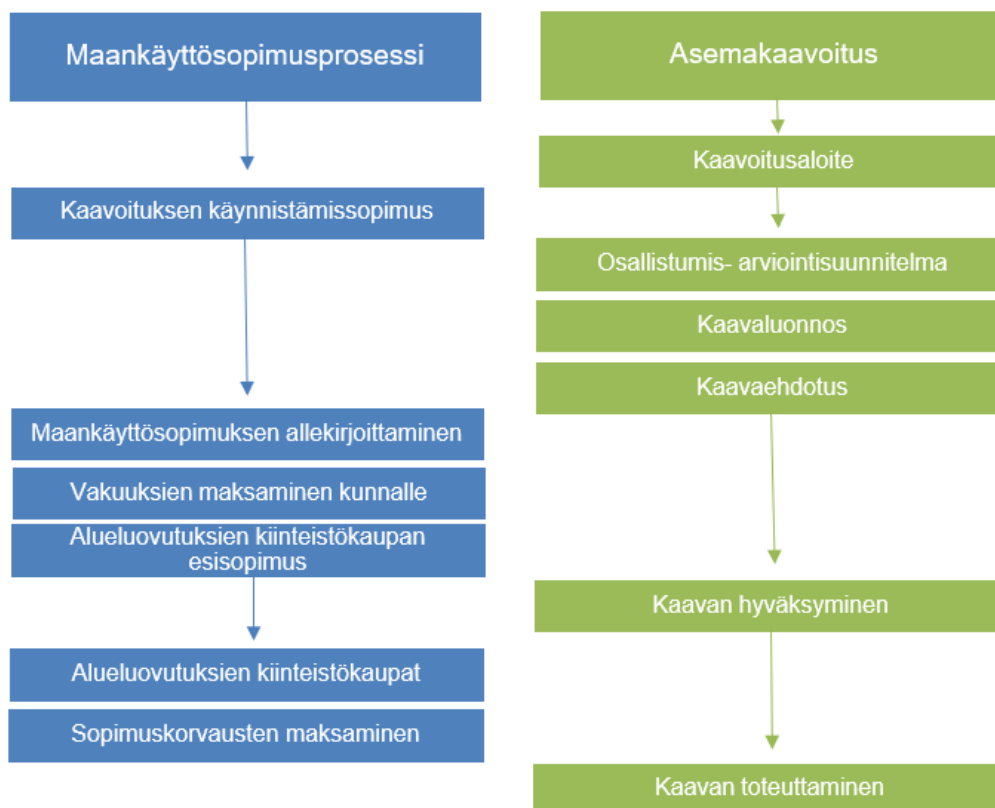 Maankäyttösopimusprosessi
Kaavoituksen käynnistämissopimus
Maankäyttösopimuksen allekirjoittaminen
Vakuuksien maksaminen kunnalle
Alueluovutuksien kiinteistökaupan
esisopimus
Alueluovutuksien kiinteistökaupat
Sopimuskorvausten maksaminen
Asemakaavoitus
Kaavoitusaloite
Osallistumis- arviointisuunnitelma
Kaavaluonnos
Kaavaehdotus
Kaavan hyväksyminen
Kaavan toteuttaminen